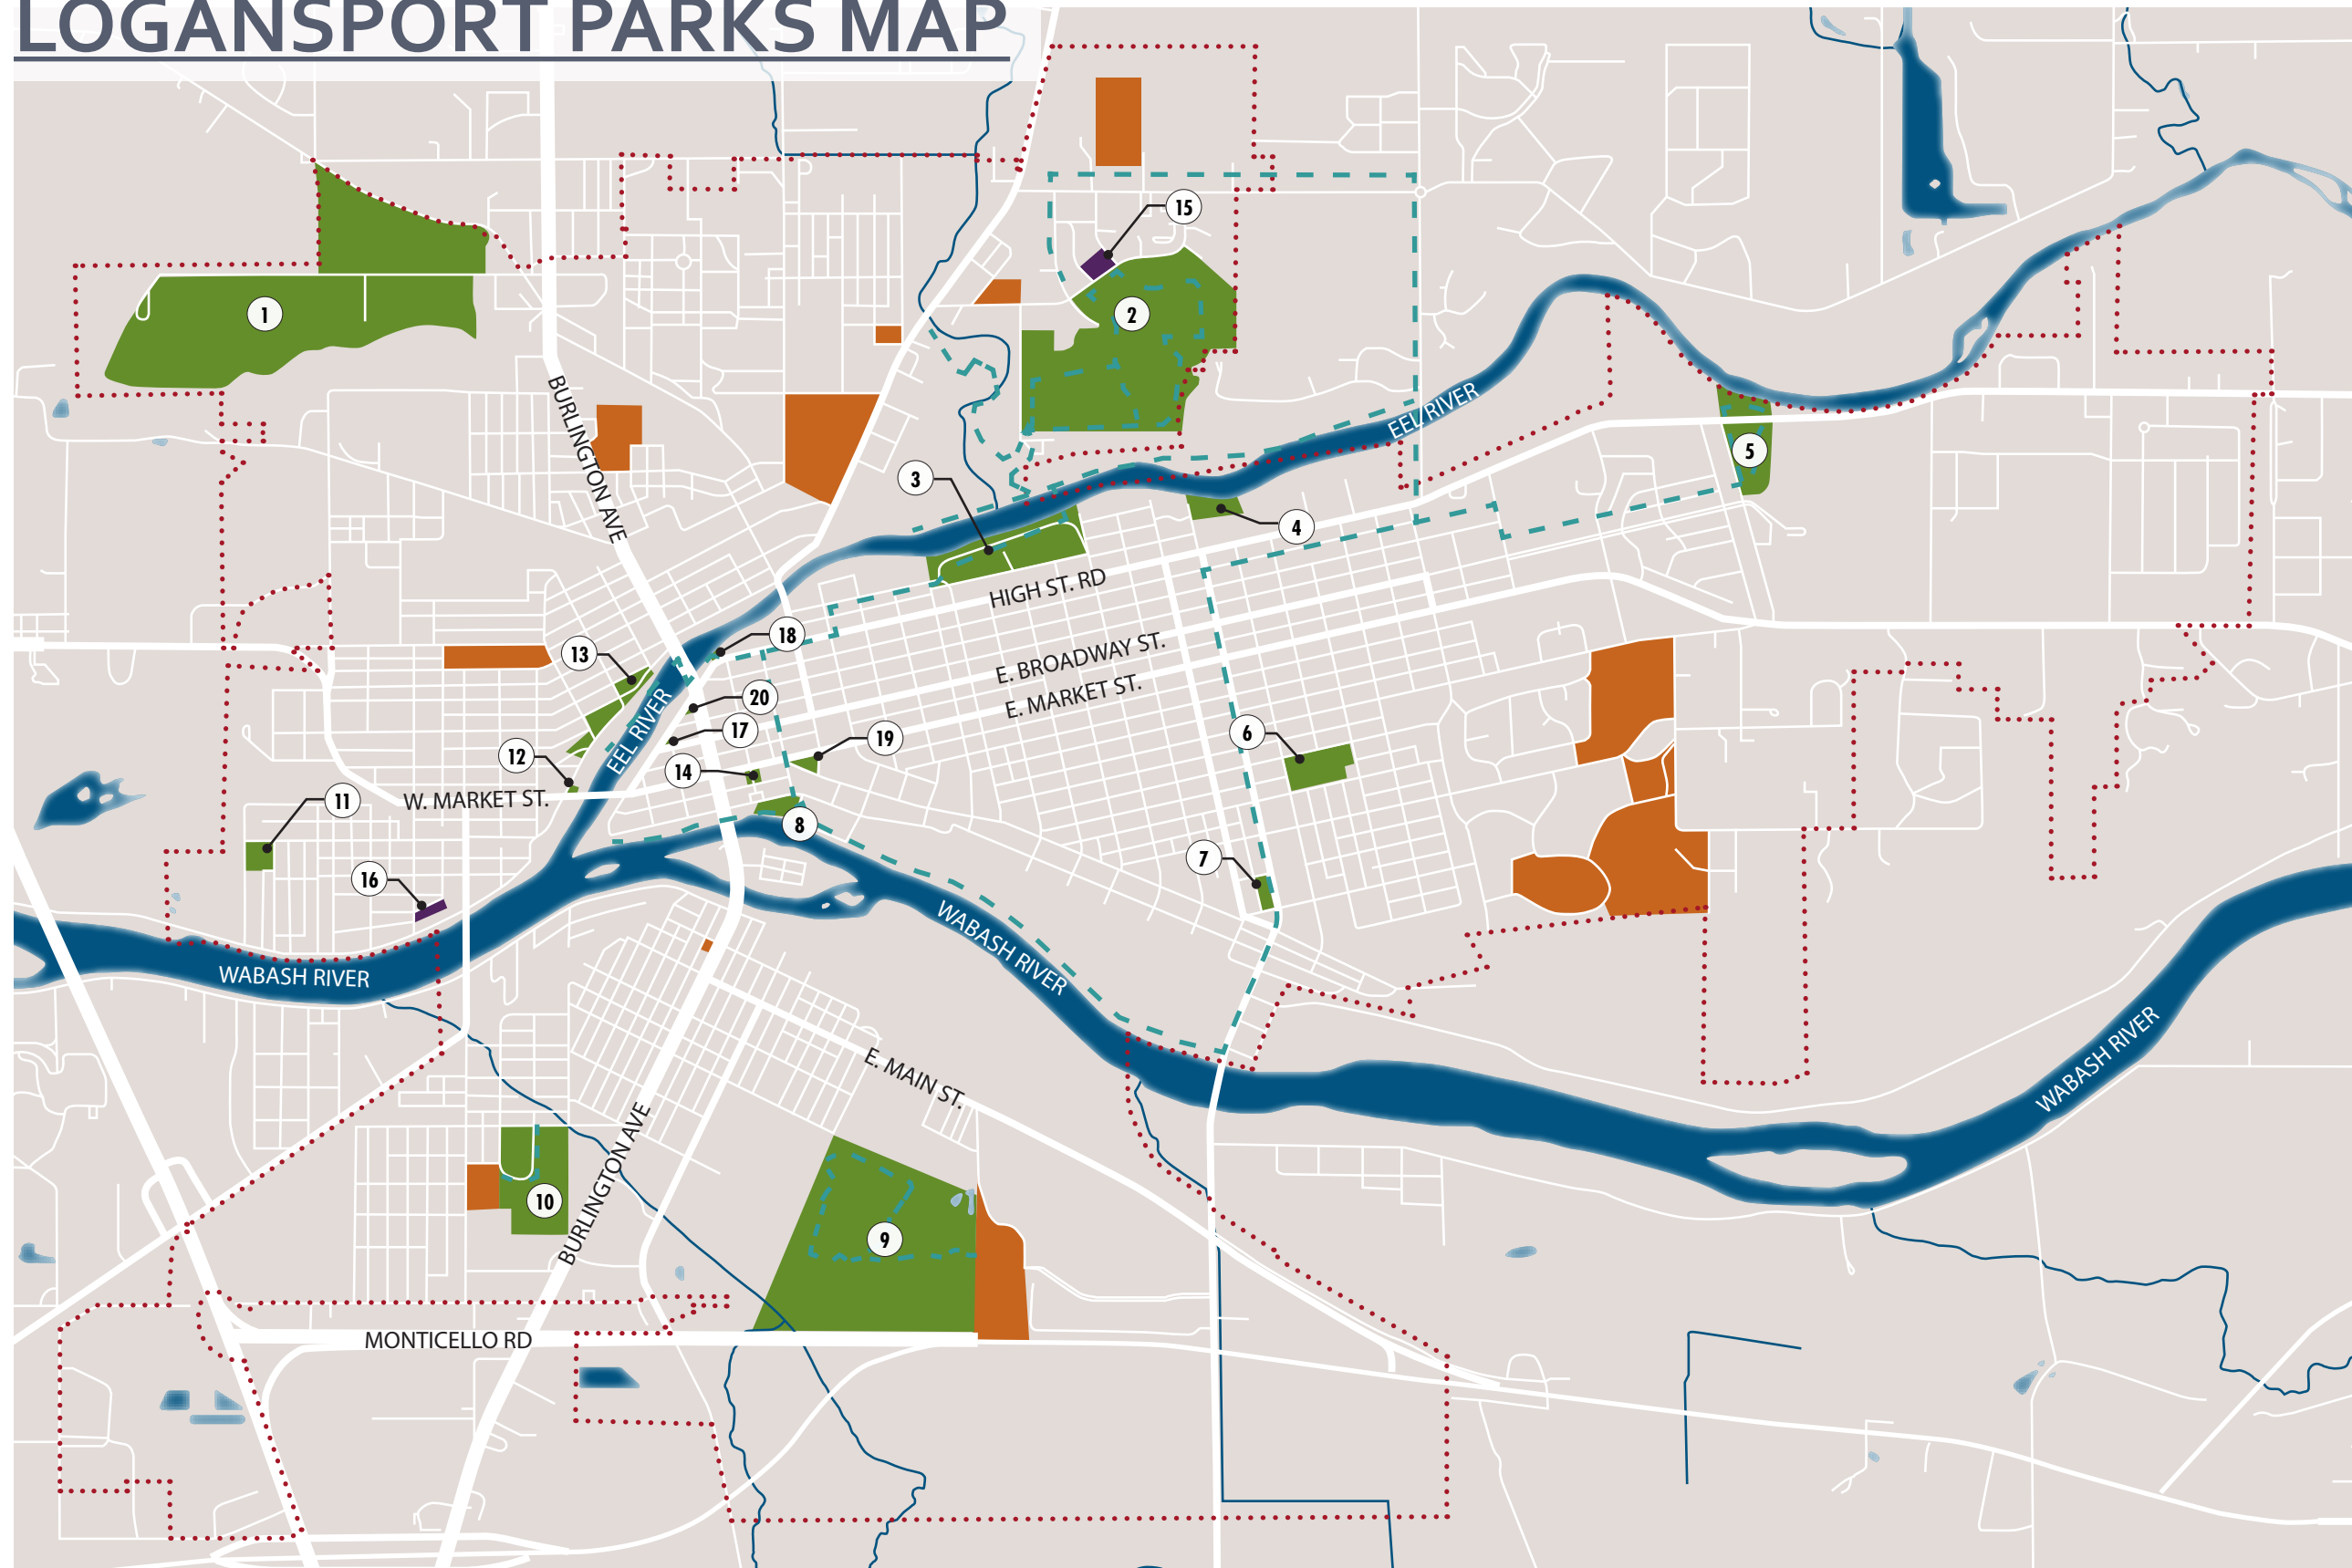 LOGANSPORT PARKS MAP
15
1
2
BURLINGTON AVE
EEL RIVER
3
5
4
HIGH ST. RD
18
13
E. BROADWAY ST.
E. MARKET ST.
EEL RIVER
20
17
19
6
12
14
W. MARKET ST.
11
8
7
16
WABASH RIVER
WABASH RIVER
E. MAIN ST.
WABASH RIVER
BURLINGTON AVE
10
9
MONTICELLO RD